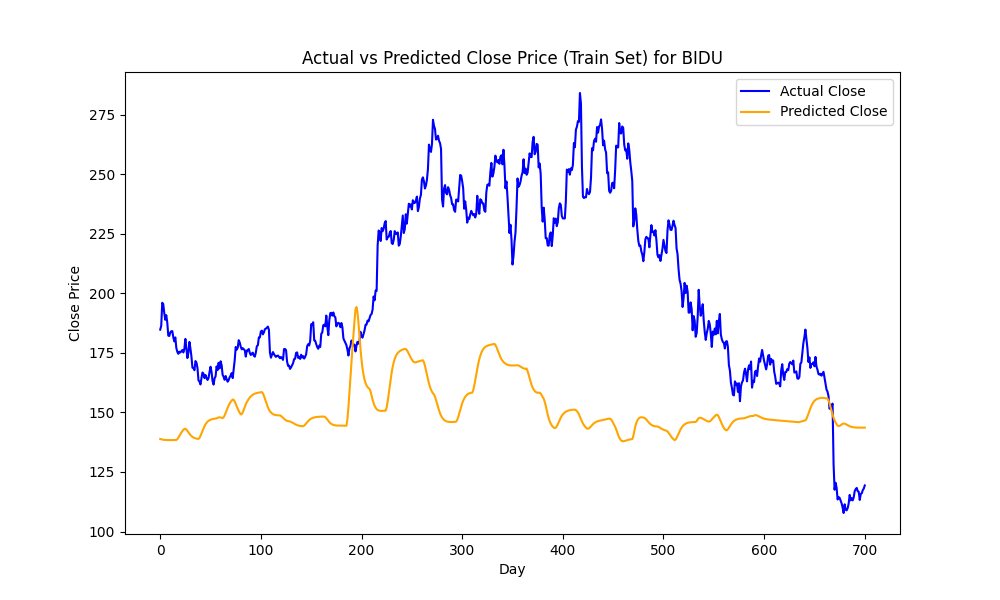 Actual vs Predicted Close Price (Train Set) for BIDU
Actual Close
Predicted Close
Close Price
275
250
225
200
175
150
125
100
0 100 200 300 400 500 600 700
Day